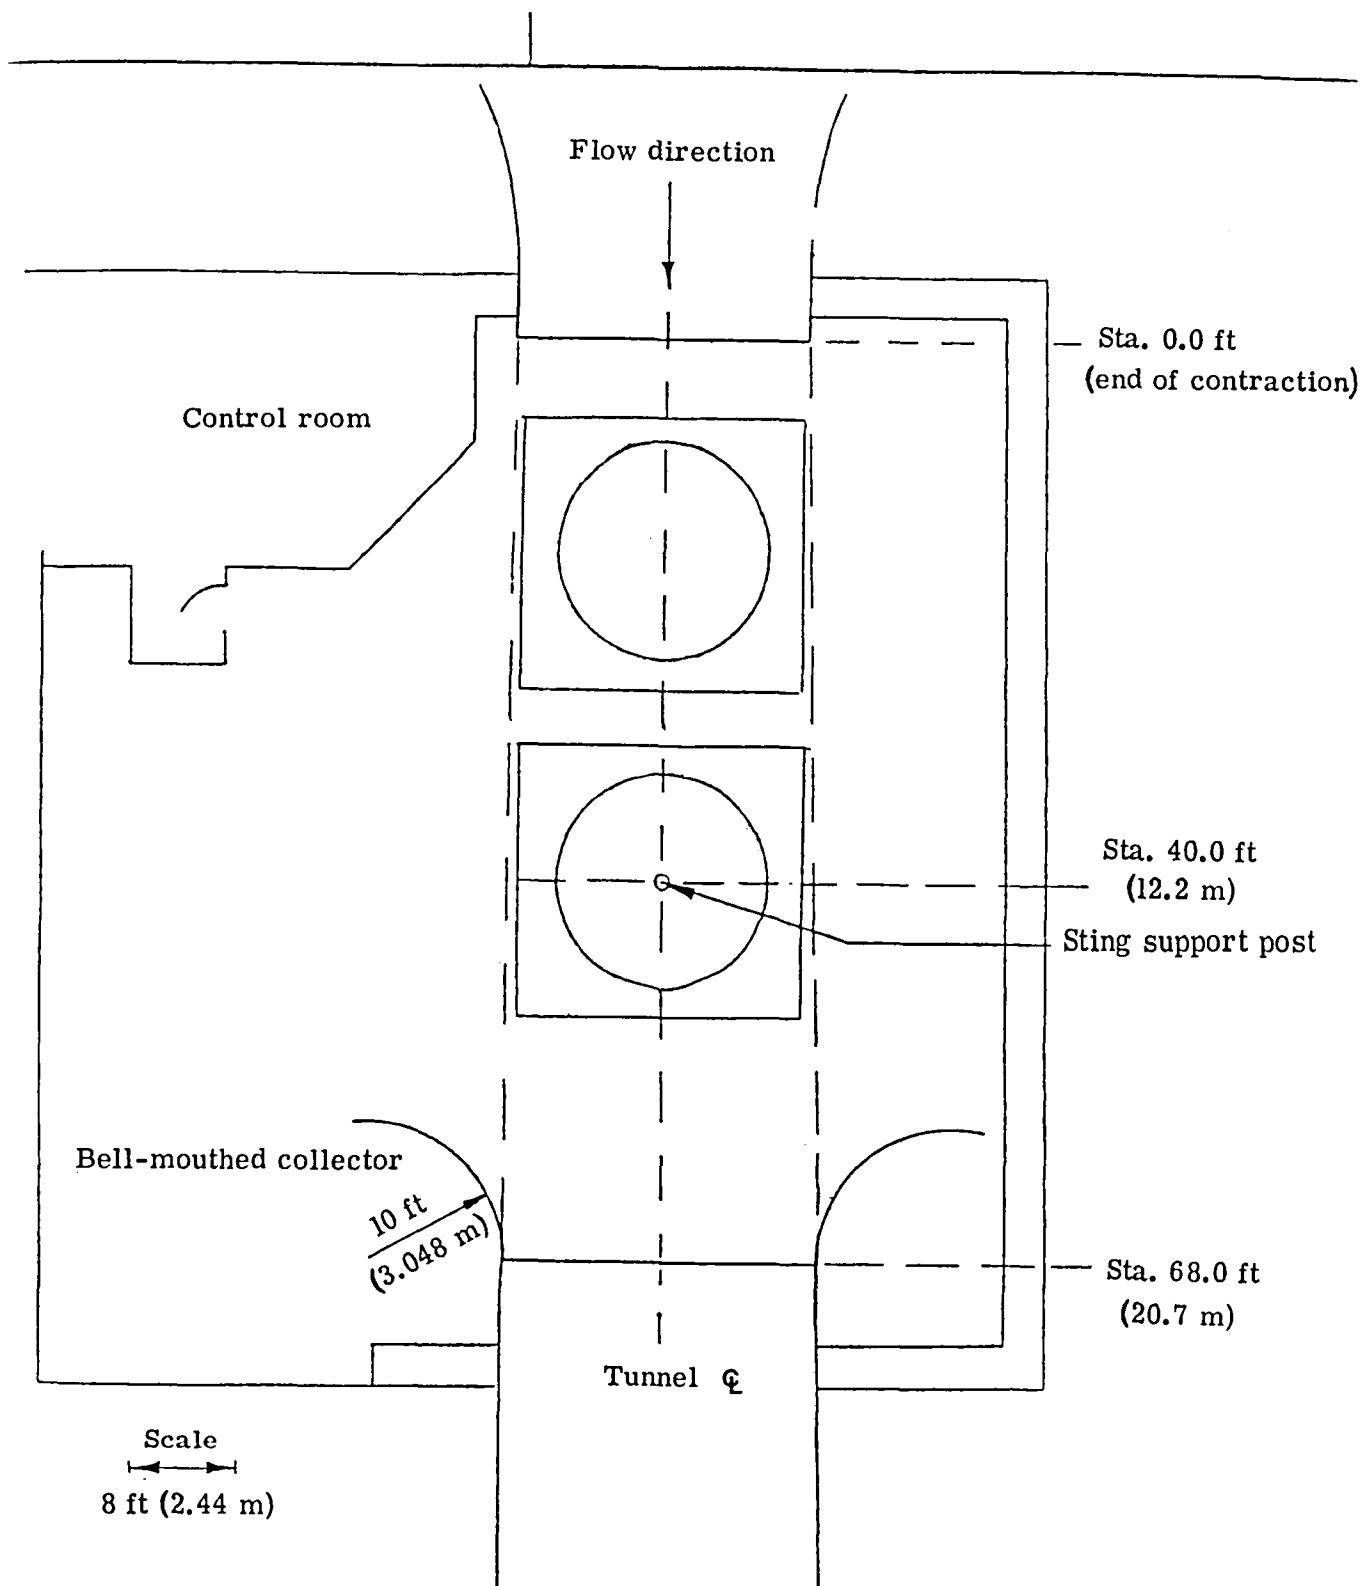 Flow direction
Sta. 0.0 ft
(end of contraction)
Control room
Sta. 40.0 ft
(12.2 m)
Sting support post
Bell-mouthed collector
10 ft
(3.048 m)
Sta. 68.0 ft
(20.7 m)
Tunnel ℄
Scale
8 ft (2.44 m)